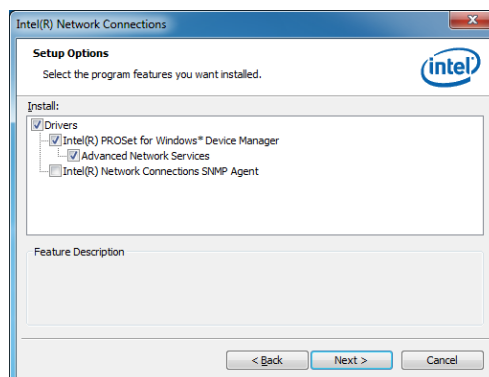 Intel(R) Network Connections
Setup Options
Select the program features you want installed.
intel
Install:
Drivers
Intel(R) PROSet for Windows* Device Manager
Advanced Network Services
Intel(R) Network Connections SNMP Agent
Feature Description
< Back
Next >
Cancel